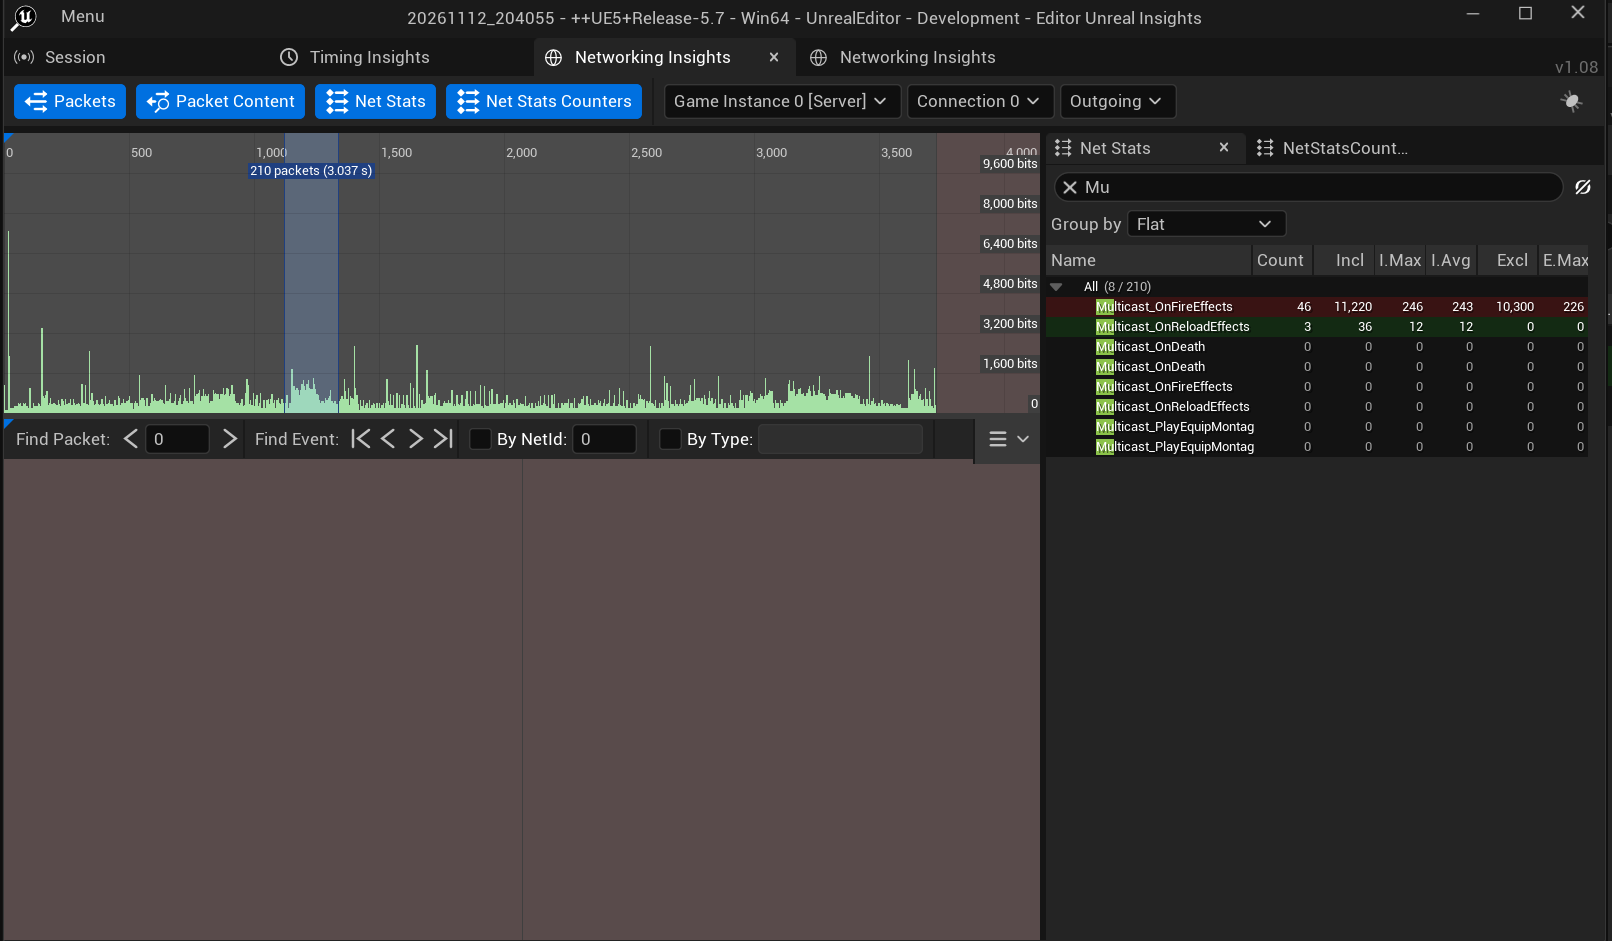 Menu
20261112_204055 - ++UE5+Release-5.7 - Win64 - UnrealEditor - Development - Editor Unreal Insights
Session
Timing Insights
Networking Insights
Networking Insights
v1.08
Packets
Packet Content
Net Stats
Net Stats Counters
Game Instance 0 [Server]
Connection 0
Outgoing
0 500 1,000 1,500 2,000 2,500 3,000 3,500 4,000
210 packets (3.037 s)
9,600 bits
8,000 bits
6,400 bits
4,800 bits
3,200 bits
1,600 bits
0
Find Packet: 0
Find Event:
By NetId: 0
By Type:
Net Stats
NetStatsCount...
Mu
Group by Flat
Name Count Incl I.Max I.Avg Excl E.Max
All (8 / 210)
Multicast_OnFireEffects 46 11,220 246 243 10,300 226
Multicast_OnReloadEffects 3 36 12 12 0 0
Multicast_OnDeath 0 0 0 0 0 0
Multicast_OnDeath 0 0 0 0 0 0
Multicast_OnFireEffects 0 0 0 0 0 0
Multicast_OnReloadEffects 0 0 0 0 0 0
Multicast_PlayEquipMontag 0 0 0 0 0 0
Multicast_PlayEquipMontag 0 0 0 0 0 0